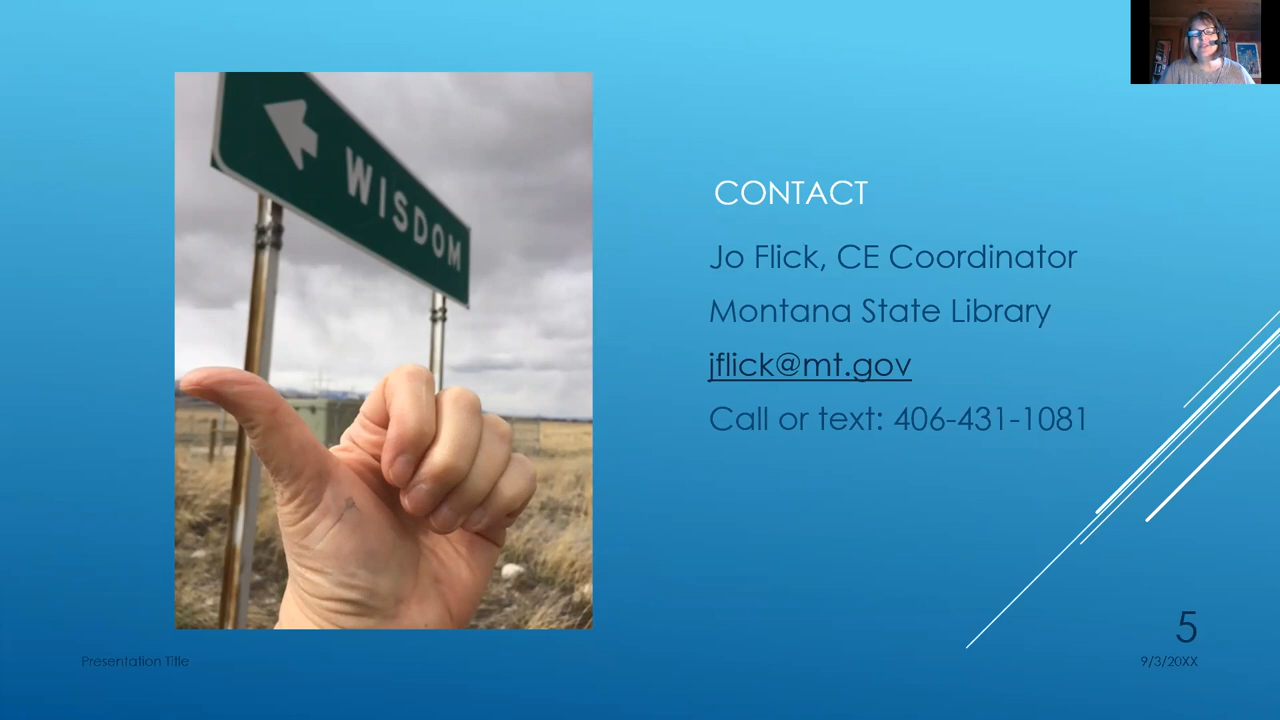 WISDOM
CONTACT
Jo Flick, CE Coordinator
Montana State Library
jflick@mt.gov
Call or text: 406-431-1081
5
Presentation Title
9/3/20XX